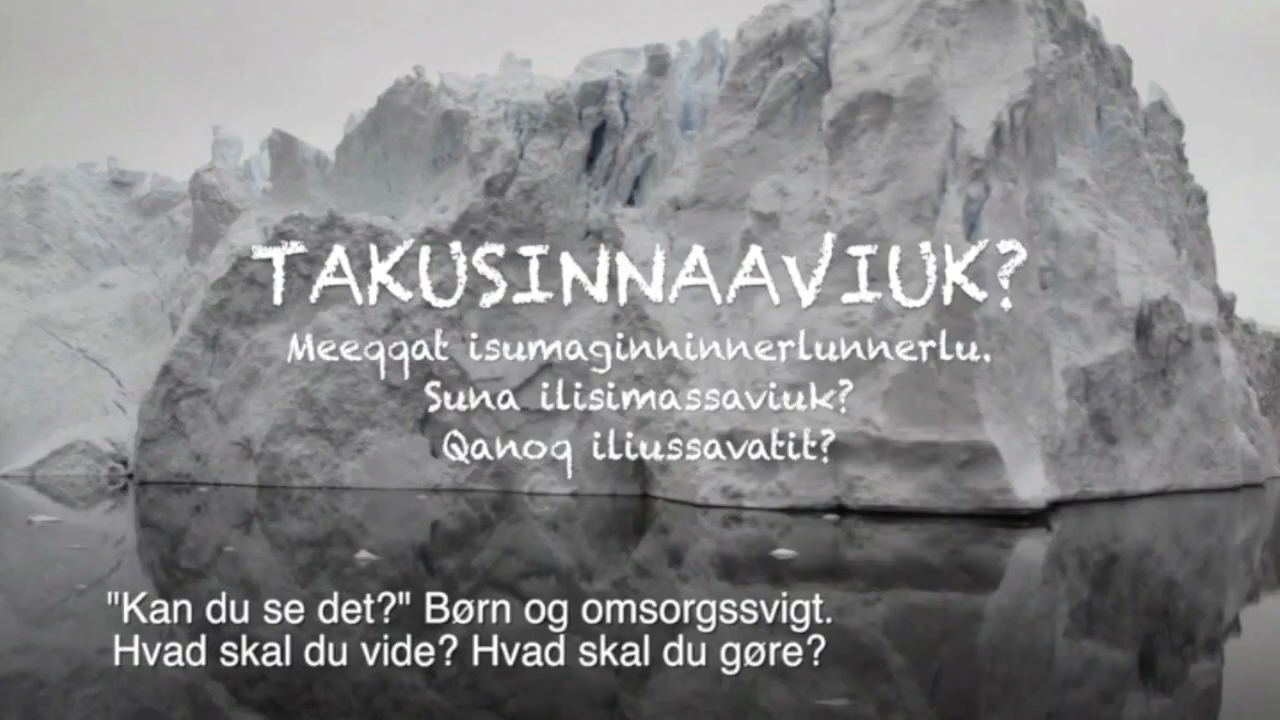 TAKUSINNAAVIUK?
Meeqqat isumaginninnerlunnerlu.
Suna ilisimassaviuk?
Qanoq iliussavatit?
"Kan du se det?" Børn og omsorgssvigt.
Hvad skal du vide? Hvad skal du gøre?